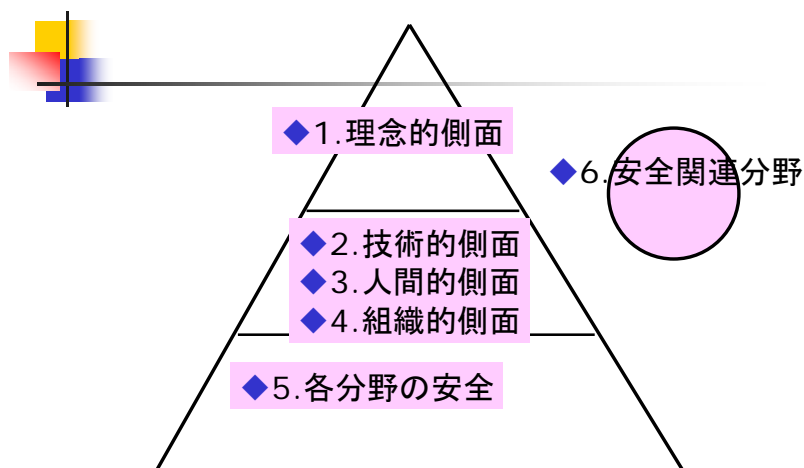 ◆1.理念的側面
◆6.安全関連分野
◆2.技術的側面
◆3.人間的側面
◆4.組織的側面
◆5.各分野の安全